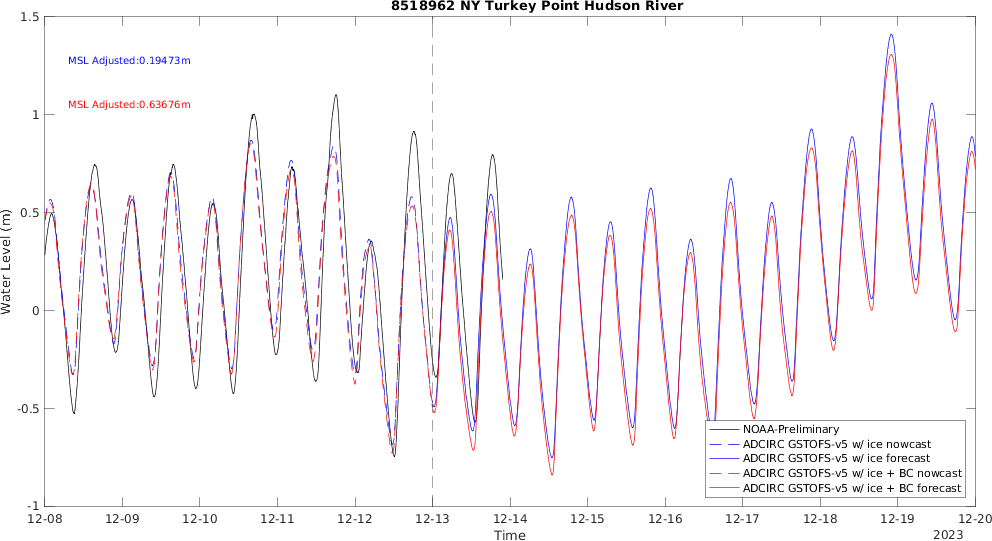 8518962 NY Turkey Point Hudson River
MSL Adjusted:0.19473m
MSL Adjusted:0.63676m
Water Level (m)
1.5
1
0.5
0
-0.5
-1
NOAA-Preliminary
ADCIRC GSTOFS-v5 w/ ice nowcast
ADCIRC GSTOFS-v5 w/ ice forecast
ADCIRC GSTOFS-v5 w/ ice + BC nowcast
ADCIRC GSTOFS-v5 w/ ice + BC forecast
12-08 12-09 12-10 12-11 12-12 12-13 12-14 12-15 12-16 12-17 12-18 12-19 12-20
Time
2023